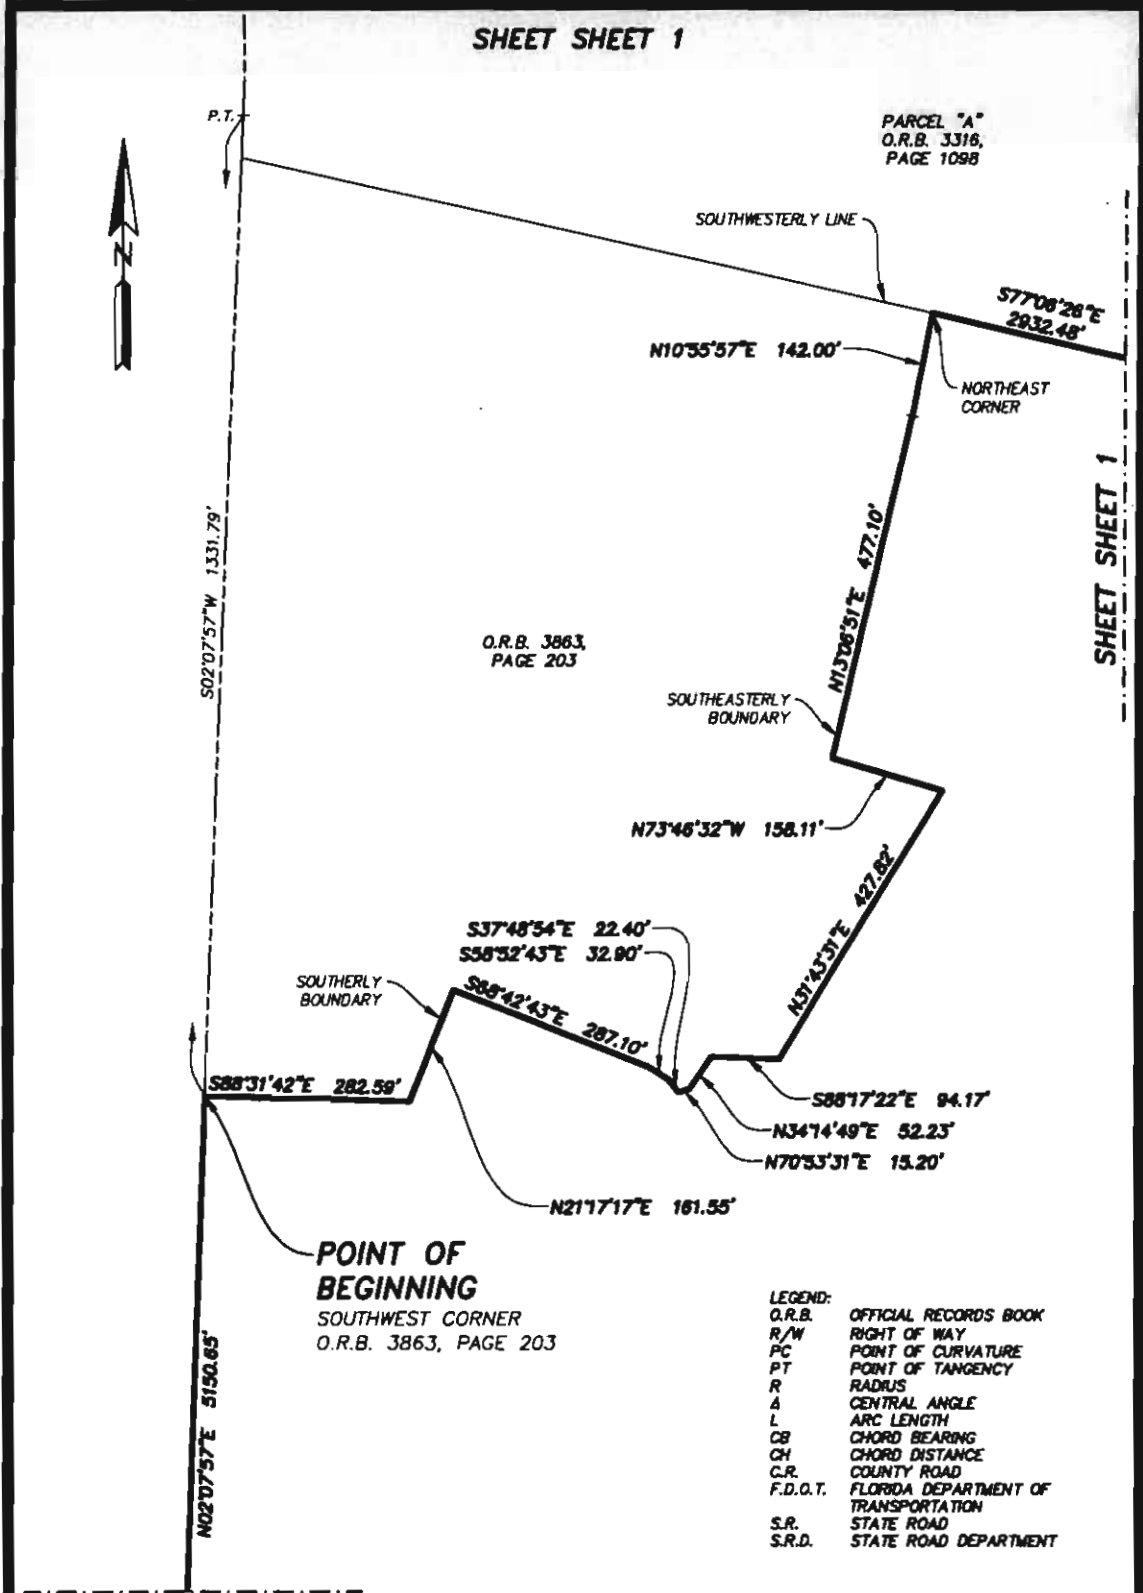 SHEET SHEET 1
P.T.
PARCEL "A"
O.R.B. 3316,
PAGE 1098
N
SOUTHWESTERLY LINE
S77°06'26"E
2932.48'
N10°55'57"E 142.00'
NORTHEAST
CORNER
SHEET SHEET 1
S02°07'57"W 1331.79'
N13°06'51"E 477.10'
O.R.B. 3863,
PAGE 203
SOUTHEASTERLY
BOUNDARY
N73°46'32"W 158.11'
N31°43'31"E 427.82'
S37°48'54"E 22.40'
S58°52'43"E 32.90'
SOUTHERLY
BOUNDARY
S68°42'43"E 287.10'
S88°31'42"E 282.59'
S88°17'22"E 94.17'
N34°14'49"E 52.23'
N70°53'31"E 15.20'
N21°17'17"E 161.55'
POINT OF
BEGINNING
SOUTHWEST CORNER
O.R.B. 3863, PAGE 203
N02°07'57"E 5150.65'
LEGEND:
O.R.B. OFFICIAL RECORDS BOOK
R/W RIGHT OF WAY
PC POINT OF CURVATURE
PT POINT OF TANGENCY
R RADIUS
Δ CENTRAL ANGLE
L ARC LENGTH
CB CHORD BEARING
CH CHORD DISTANCE
C.R. COUNTY ROAD
F.D.O.T. FLORIDA DEPARTMENT OF
TRANSPORTATION
S.R. STATE ROAD
S.R.D. STATE ROAD DEPARTMENT